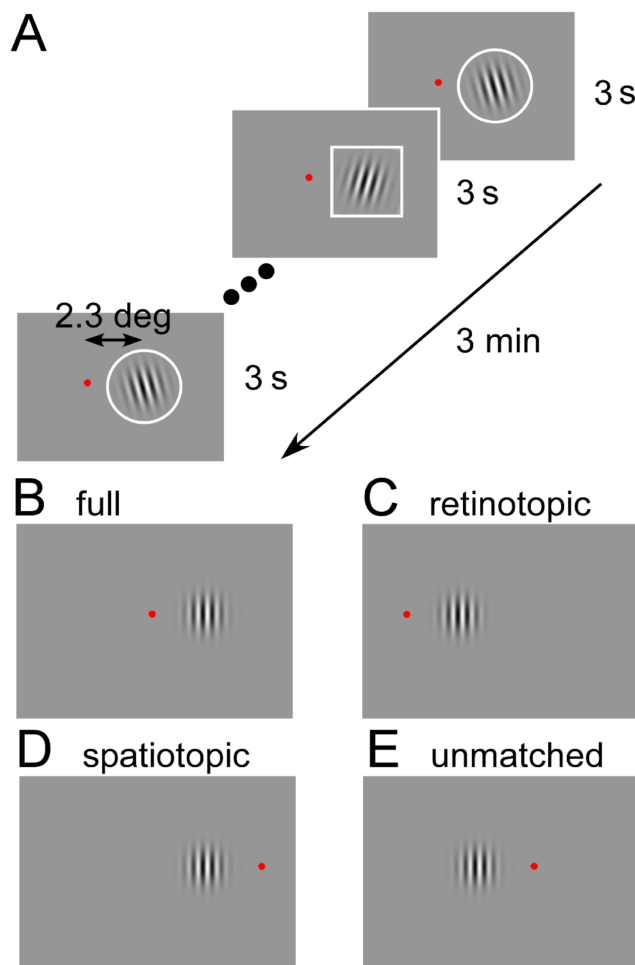 A
3 s
3 s
2.3 deg
3 s
3 min
B full
C retinotopic
D spatiotopic
E unmatched